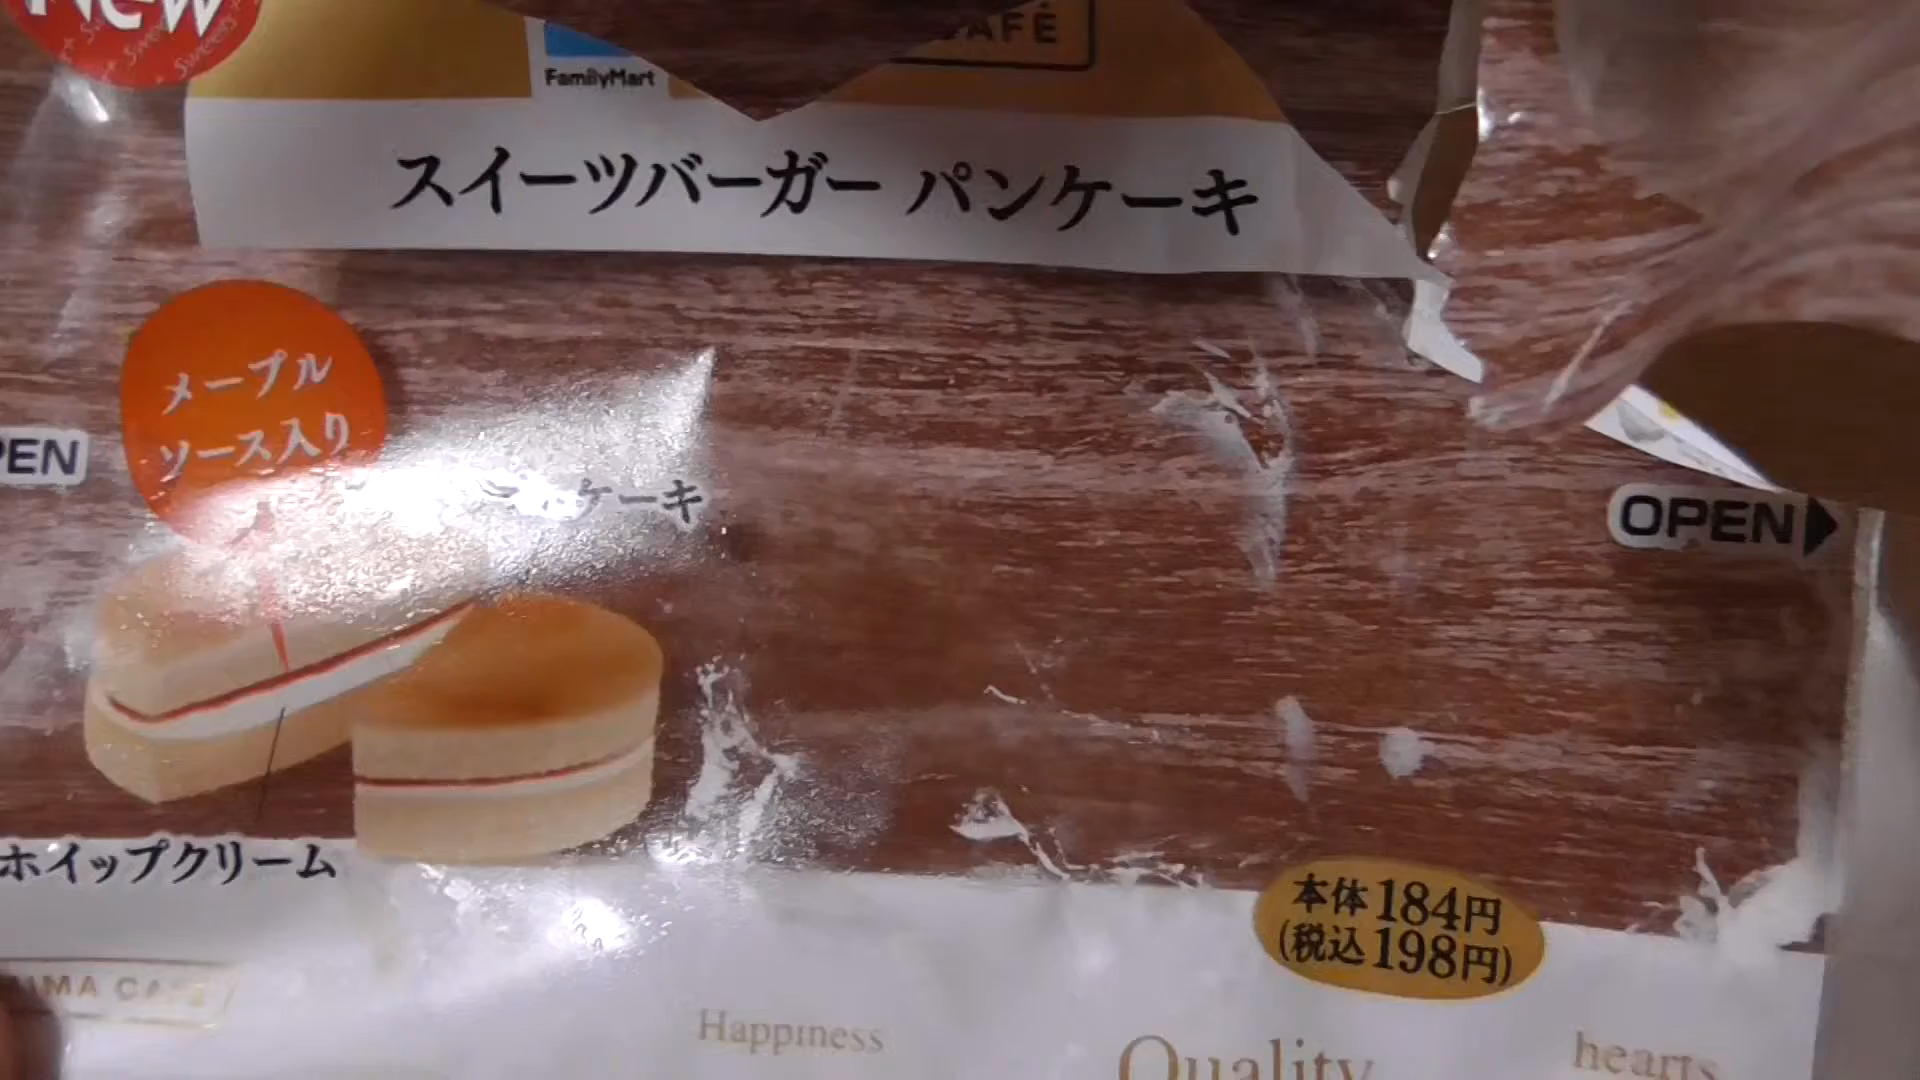 New
FamilyMart
CAFÉ
スイーツバーガー パンケーキ
メープル
ソース入り
ケーキ
OPEN
ホイップクリーム
本体184円
(税込198円)
Happiness
Quality
hearts